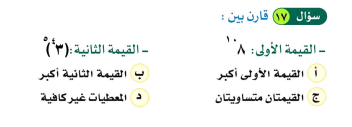 سؤال ١٧ قارن بين :
- القيمة الأولى: ٨^١٠ - القيمة الثانية: (٣^٤)^٥
أ القيمة الأولى أكبر ب القيمة الثانية أكبر
ج القيمتان متساويتان د المعطيات غير كافية